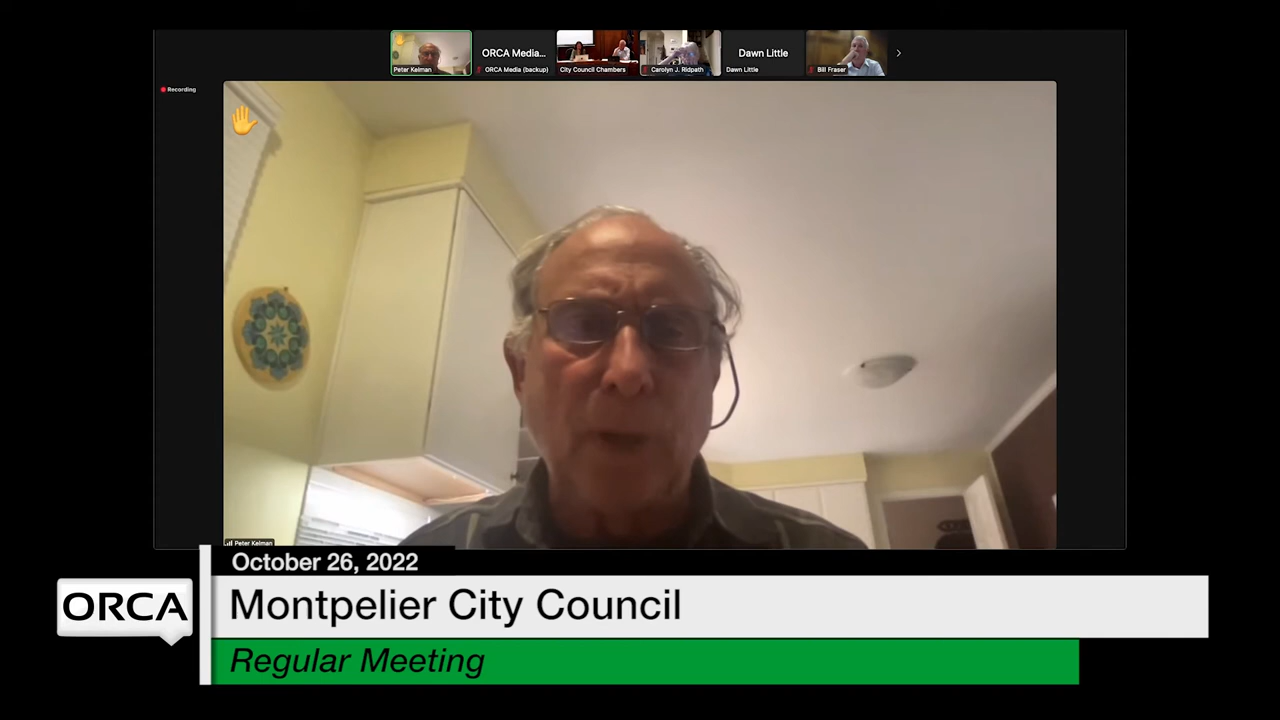 ORCA Media...
Dawn Little
Peter Kelman
ORCA Media (backup)
City Council Chambers
Carolyn J. Ridpath
Dawn Little
Bill Fraser
Recording
Peter Kelman
October 26, 2022
ORCA
Montpelier City Council
Regular Meeting